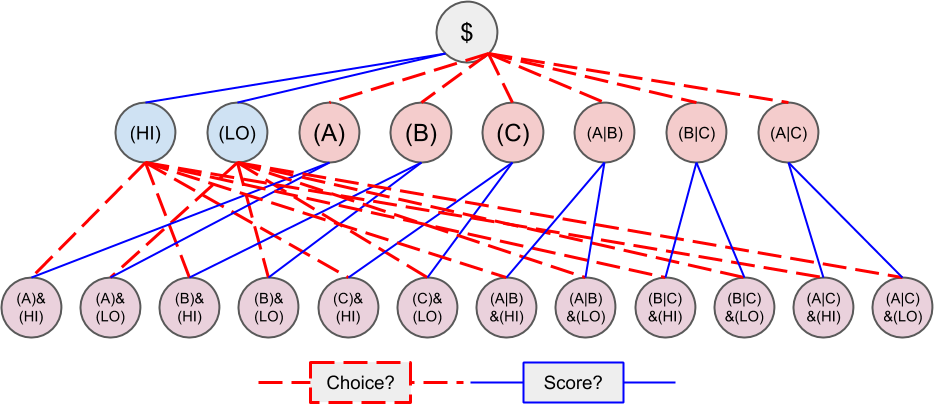 $
(HI)
(LO)
(A)
(B)
(C)
(A|B)
(B|C)
(A|C)
(A)&
(HI)
(A)&
(LO)
(B)&
(HI)
(B)&
(LO)
(C)&
(HI)
(C)&
(LO)
(A|B)
&(HI)
(A|B)
&(LO)
(B|C)
&(HI)
(B|C)
&(LO)
(A|C)
&(HI)
(A|C)
&(LO)
Choice?
Score?